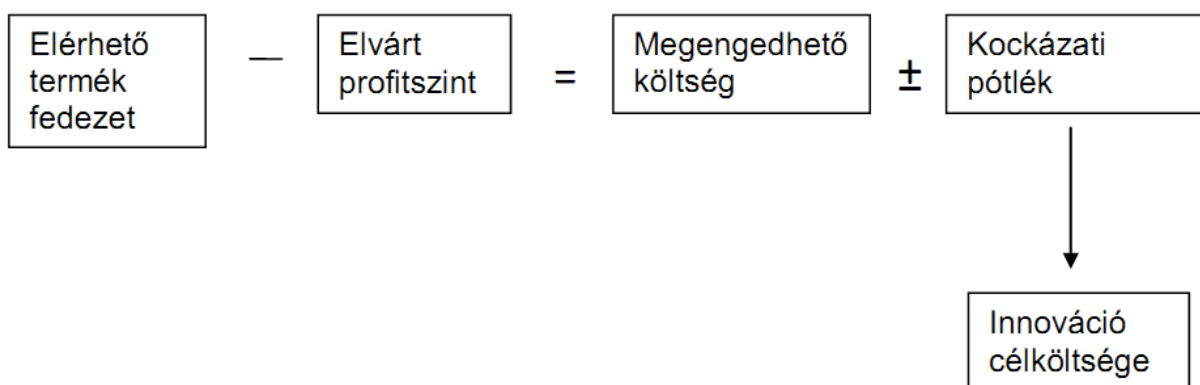 Elérhető
termék
fedezet
—
Elvárt
profitszint
=
Megengedhető
költség
±
Kockázati
pótlék
Innováció
célköltsége